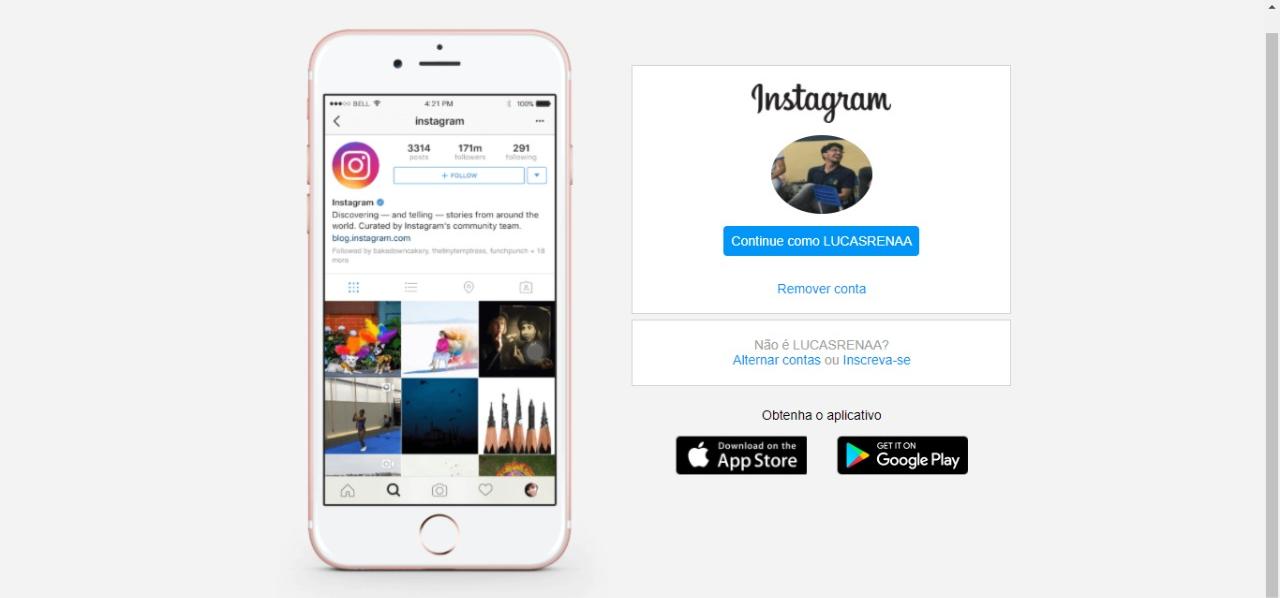 BELL 4:21 PM 100%
instagram
3314 171m 291
posts followers following
+ FOLLOW
Instagram
Discovering — and telling — stories from around the
world. Curated by Instagram's community team.
blog.instagram.com
Followed by bakedowncakery, thetinytemptress, funchpunch + 18
more
Instagram
Continue como LUCASRENAA
Remover conta
Não é LUCASRENAA?
Alternar contas ou Inscreva-se
Obtenha o aplicativo
Download on the
App Store
GET IT ON
Google Play